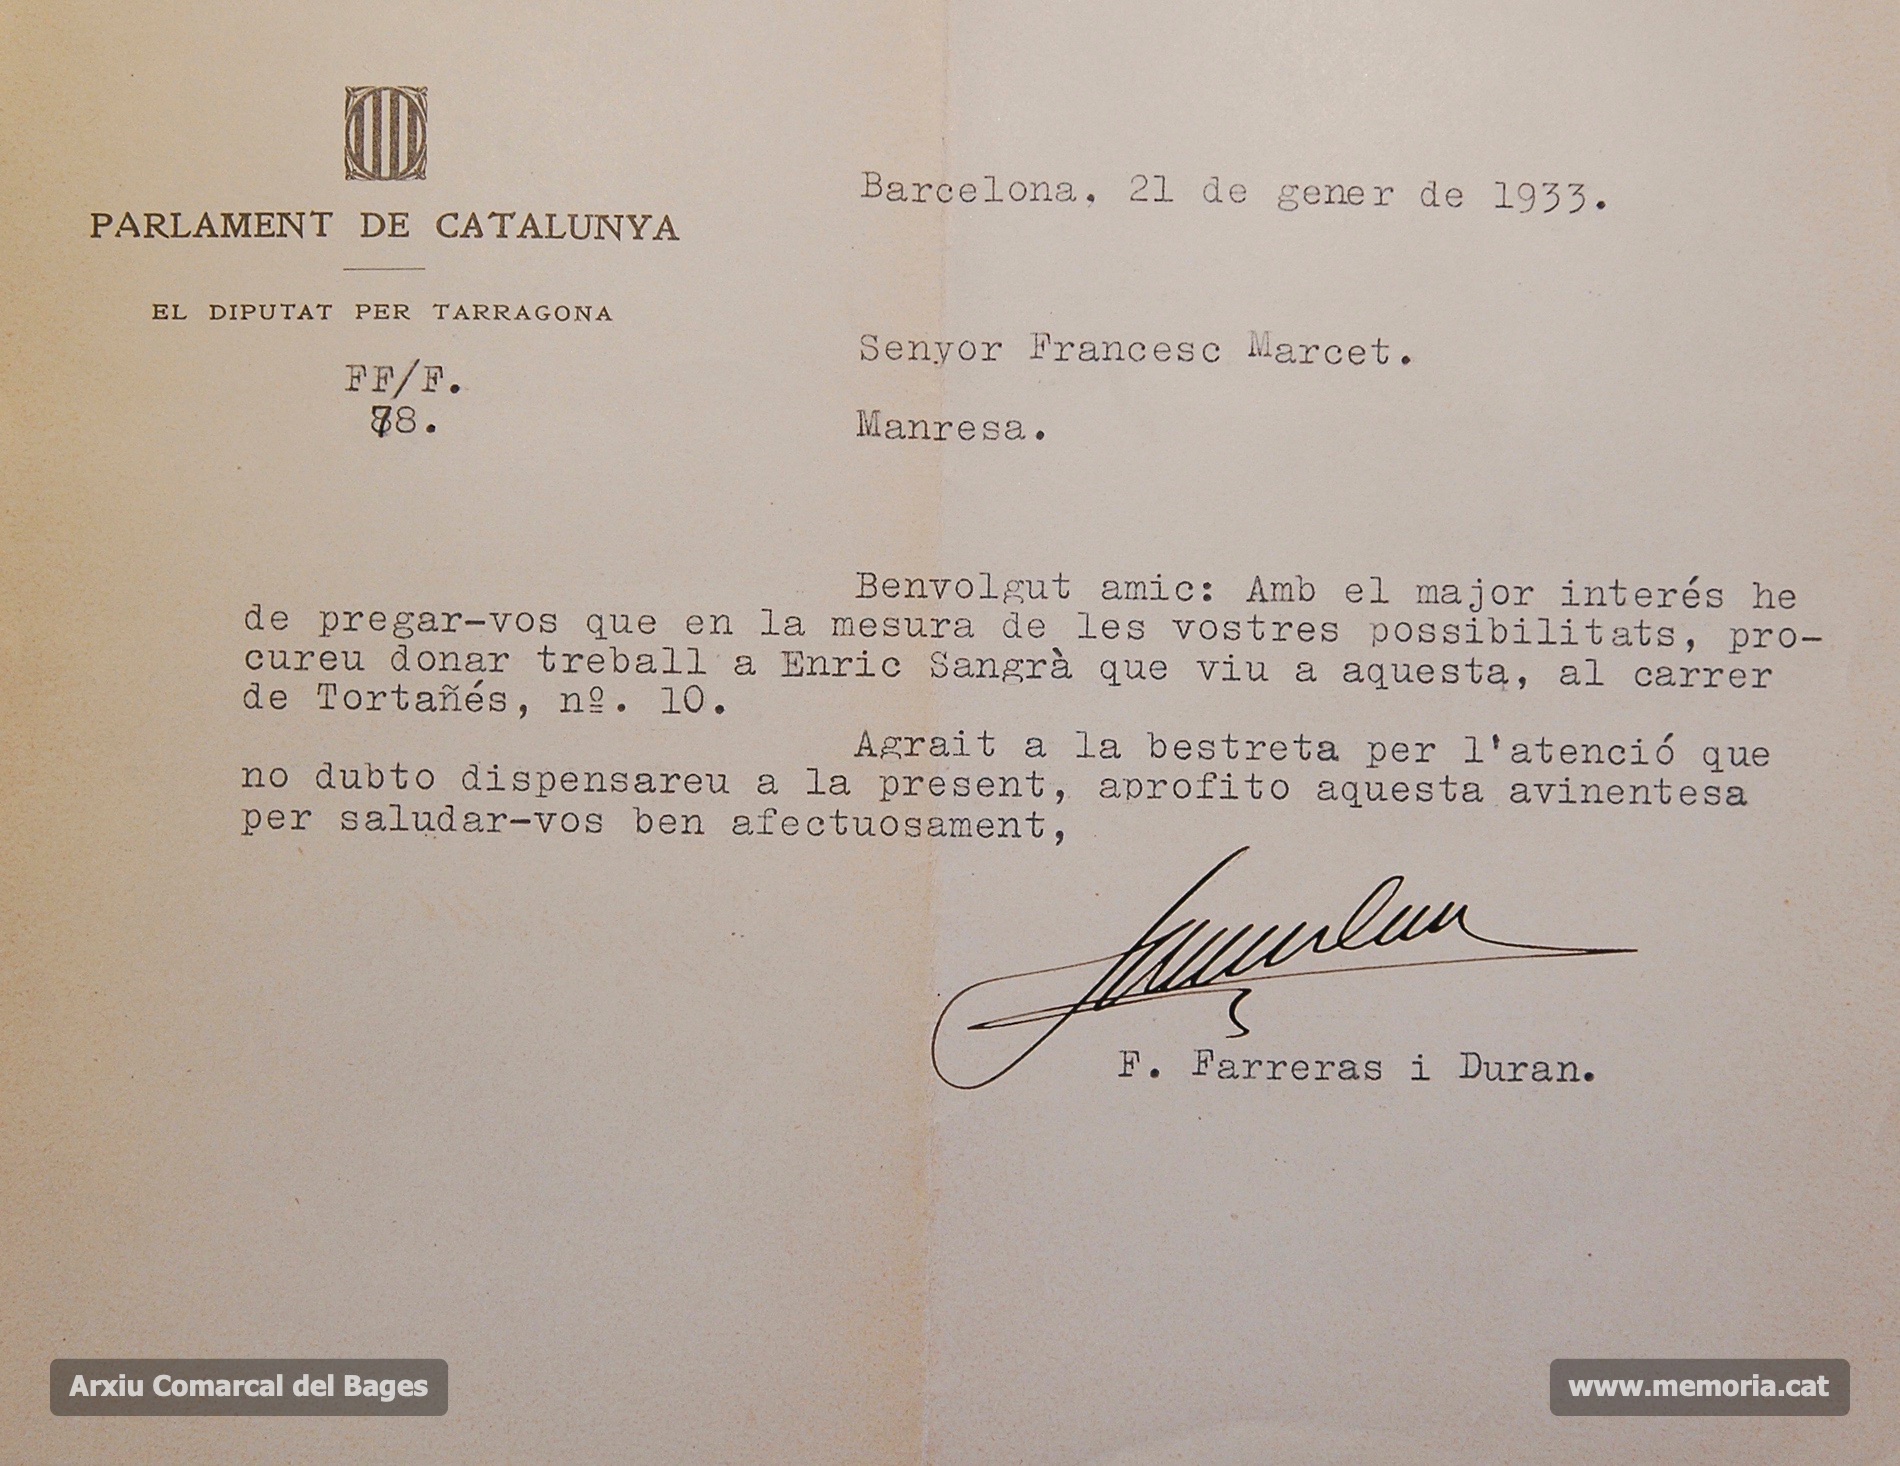 PARLAMENT DE CATALUNYA
EL DIPUTAT PER TARRAGONA
FF/F.
78.
Barcelona, 21 de gener de 1933.
Senyor Francesc Marcet.
Manresa.
Benvolgut amic: Amb el major interés he
de pregar-vos que en la mesura de les vostres possibilitats, pro-
cureu donar treball a Enric Sangrà que viu a aquesta, al carrer
de Tortañés, nº. 10.
Agrait a la bestreta per l'atenció que
no dubto dispensareu a la present, aprofito aquesta avinentesa
per saludar-vos ben afectuosament,
F. Farreras i Duran.
Arxiu Comarcal del Bages
www.memoria.cat